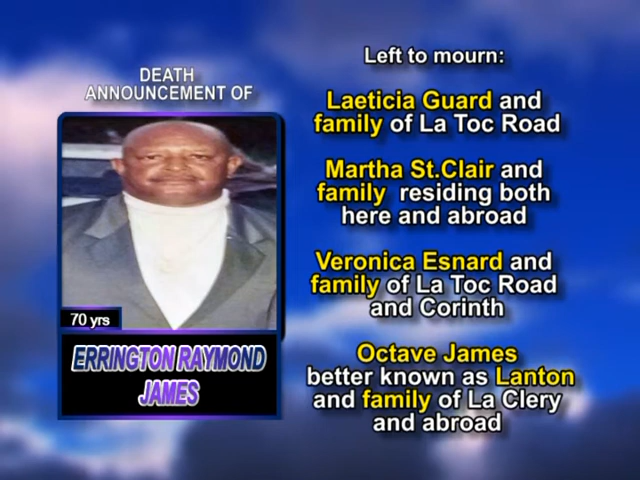 DEATH
ANNOUNCEMENT OF
70 yrs
ERRINGTON RAYMOND
JAMES
Left to mourn:
Laeticia Guard and
family of La Toc Road
Martha St.Clair and
family residing both
here and abroad
Veronica Esnard and
family of La Toc Road
and Corinth
Octave James
better known as Lanton
and family of La Clery
and abroad